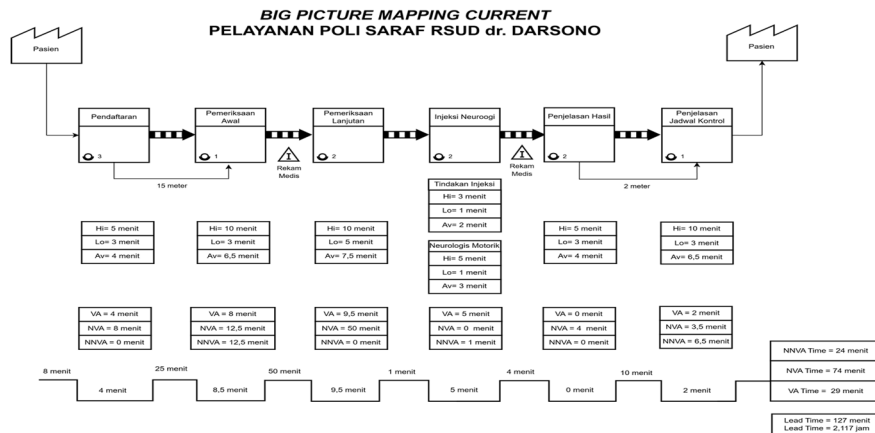 BIG PICTURE MAPPING CURRENT
PELAYANAN POLI SARAF RSUD dr. DARSONO
Pasien
Pasien
Pendaftaran
3
Pemeriksaan
Awal
1
Pemeriksaan
Lanjutan
2
Injeksi Neuroogi
2
Penjelasan Hasil
2
Penjelasan
Jadwal Kontrol
1
I
Rekam
Medis
I
Rekam
Medis
15 meter
2 meter
Tindakan Injeksi
Hi= 3 menit
Lo= 1 menit
Av= 2 menit
Hi= 5 menit
Lo= 3 menit
Av= 4 menit
Hi= 10 menit
Lo= 3 menit
Av= 6,5 menit
Hi= 10 menit
Lo= 5 menit
Av= 7,5 menit
Neurologis Motorik
Hi= 5 menit
Lo= 1 menit
Av= 3 menit
Hi= 5 menit
Lo= 3 menit
Av= 4 menit
Hi= 10 menit
Lo= 3 menit
Av= 6,5 menit
VA = 4 menit
NVA = 8 menit
NNVA = 0 menit
VA = 8 menit
NVA = 12,5 menit
NNVA = 12,5 menit
VA = 9,5 menit
NVA = 50 menit
NNVA = 0 menit
VA = 5 menit
NVA = 0 menit
NNVA = 1 menit
VA = 0 menit
NVA = 4 menit
NNVA = 0 menit
VA = 2 menit
NVA = 3,5 menit
NNVA = 6,5 menit
8 menit
4 menit
25 menit
8,5 menit
50 menit
9,5 menit
1 menit
5 menit
4 menit
0 menit
10 menit
2 menit
NNVA Time = 24 menit
NVA Time = 74 menit
VA Time = 29 menit
Lead Time = 127 menit
Lead Time = 2,117 jam